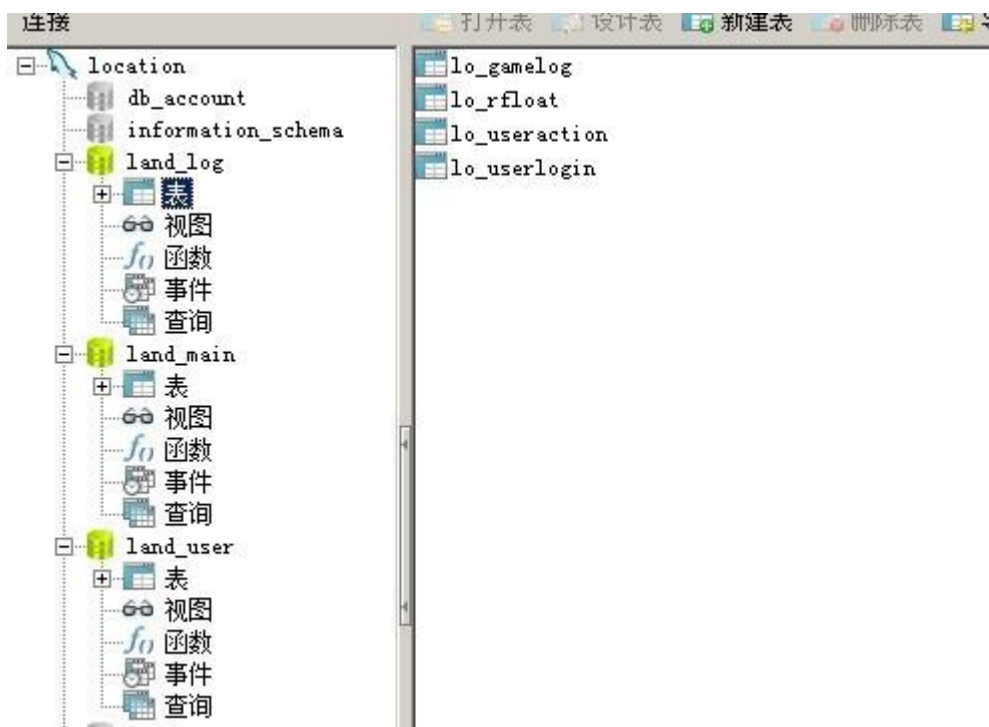 连接
打开表 设计表 新建表 删除表
location
db_account
information_schema
land_log
表
视图
函数
事件
查询
land_main
表
视图
函数
事件
查询
land_user
表
视图
函数
事件
查询
lo_gamelog
lo_rfloat
lo_useraction
lo_userlogin